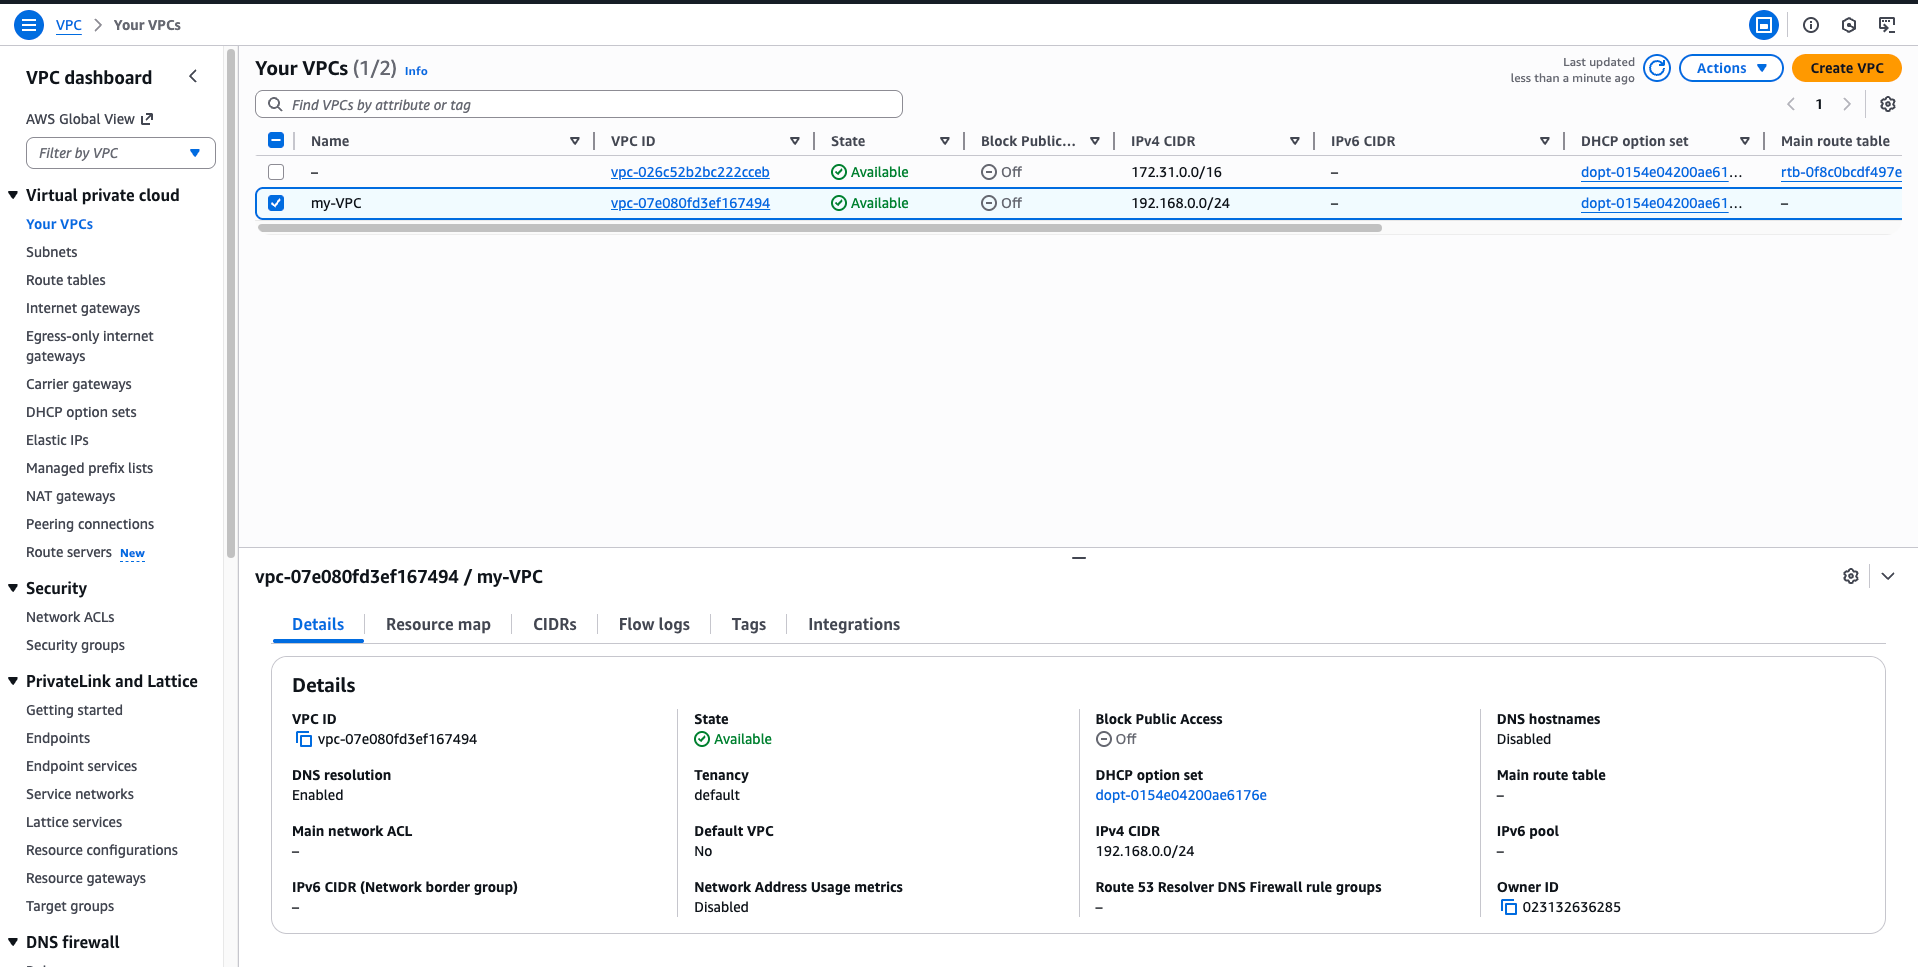 VPC > Your VPCs
VPC dashboard
AWS Global View
Filter by VPC
Virtual private cloud
Your VPCs
Subnets
Route tables
Internet gateways
Egress-only internet
gateways
Carrier gateways
DHCP option sets
Elastic IPs
Managed prefix lists
NAT gateways
Peering connections
Route servers New
Security
Network ACLs
Security groups
PrivateLink and Lattice
Getting started
Endpoints
Endpoint services
Service networks
Lattice services
Resource configurations
Resource gateways
Target groups
DNS firewall
Your VPCs (1/2) Info
Last updated
less than a minute ago
Actions
Create VPC
Find VPCs by attribute or tag
1
Name VPC ID State Block Public... IPv4 CIDR IPv6 CIDR DHCP option set Main route table
– vpc-026c52b2bc222cceb Available Off 172.31.0.0/16 – dopt-0154e04200ae61... rtb-0f8c0bcdf497e
my-VPC vpc-07e080fd3ef167494 Available Off 192.168.0.0/24 – dopt-0154e04200ae61... –
vpc-07e080fd3ef167494 / my-VPC
Details Resource map CIDRs Flow logs Tags Integrations
Details
VPC ID
vpc-07e080fd3ef167494
State
Available
Block Public Access
Off
DNS hostnames
Disabled
DNS resolution
Enabled
Tenancy
default
DHCP option set
dopt-0154e04200ae6176e
Main route table
–
Main network ACL
–
Default VPC
No
IPv4 CIDR
192.168.0.0/24
IPv6 pool
–
IPv6 CIDR (Network border group)
–
Network Address Usage metrics
Disabled
Route 53 Resolver DNS Firewall rule groups
–
Owner ID
023132636285